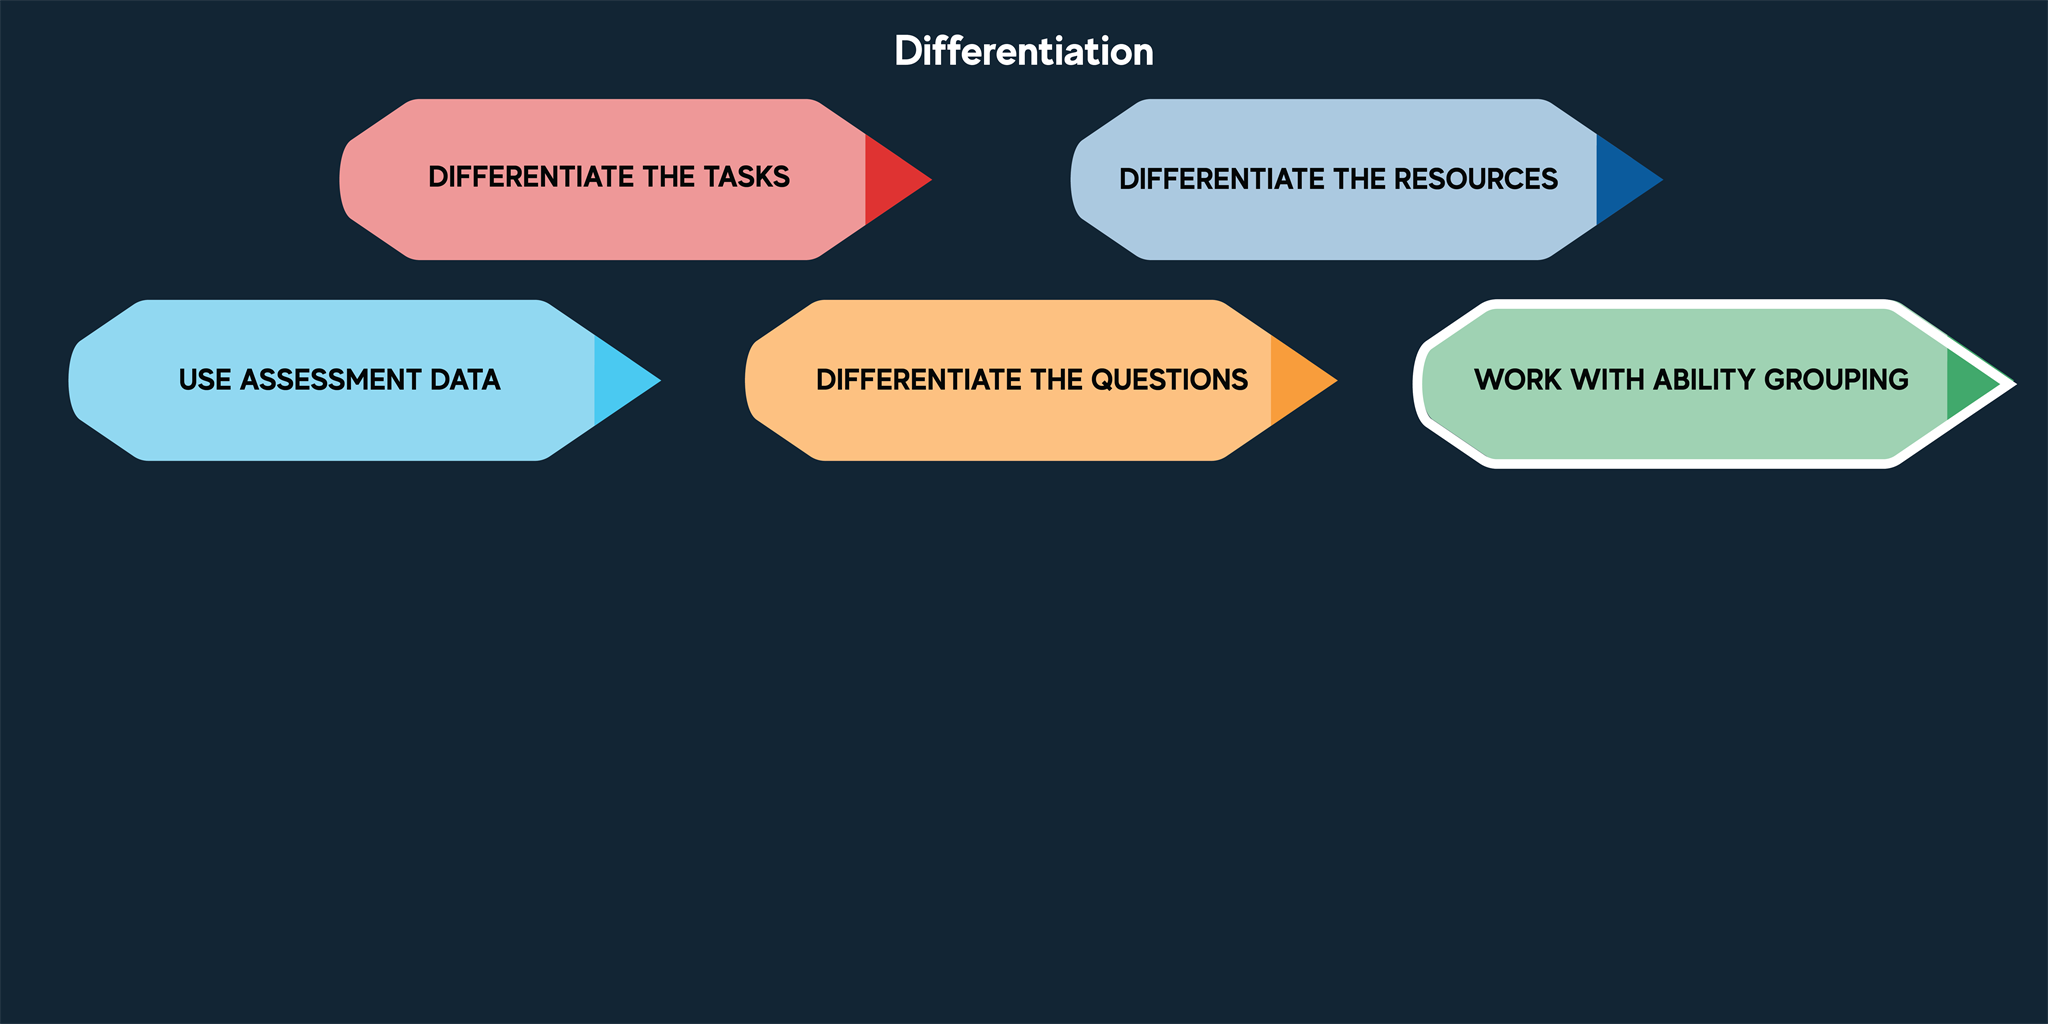 Differentiation
DIFFERENTIATE THE TASKS
DIFFERENTIATE THE RESOURCES
USE ASSESSMENT DATA
DIFFERENTIATE THE QUESTIONS
WORK WITH ABILITY GROUPING